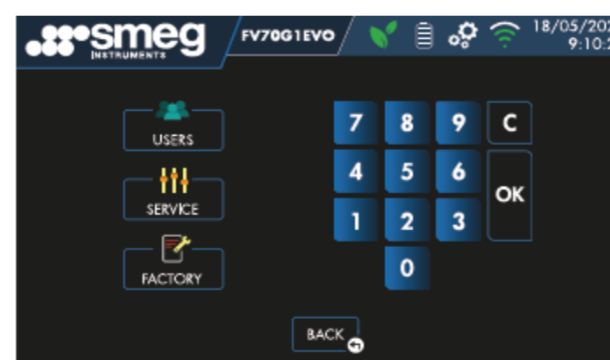 smeg
INSTRUMENTS
FV70G1EVO
18/05/202
9:10:2
USERS
SERVICE
FACTORY
7 8 9 C
4 5 6
OK
1 2 3
0
BACK